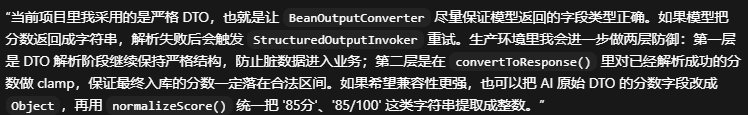 “当前项目里我采用的是严格 DTO，也就是让 BeanOutputConverter 尽量保证模型返回的字段类型正确。如果模型把
分数返回成字符串，解析失败后会触发 StructuredOutputInvoker 重试。生产环境里我会进一步做两层防御：第一层
是 DTO 解析阶段继续保持严格结构，防止脏数据进入业务；第二层是在 convertToResponse() 里对已经解析成功的分
数做 clamp，保证最终入库的分数一定落在合法区间。如果希望兼容性更强，也可以把 AI 原始 DTO 的分数字段改成
Object，再用 normalizeScore() 统一把 '85分'、'85/100' 这类字符串提取成整数。”